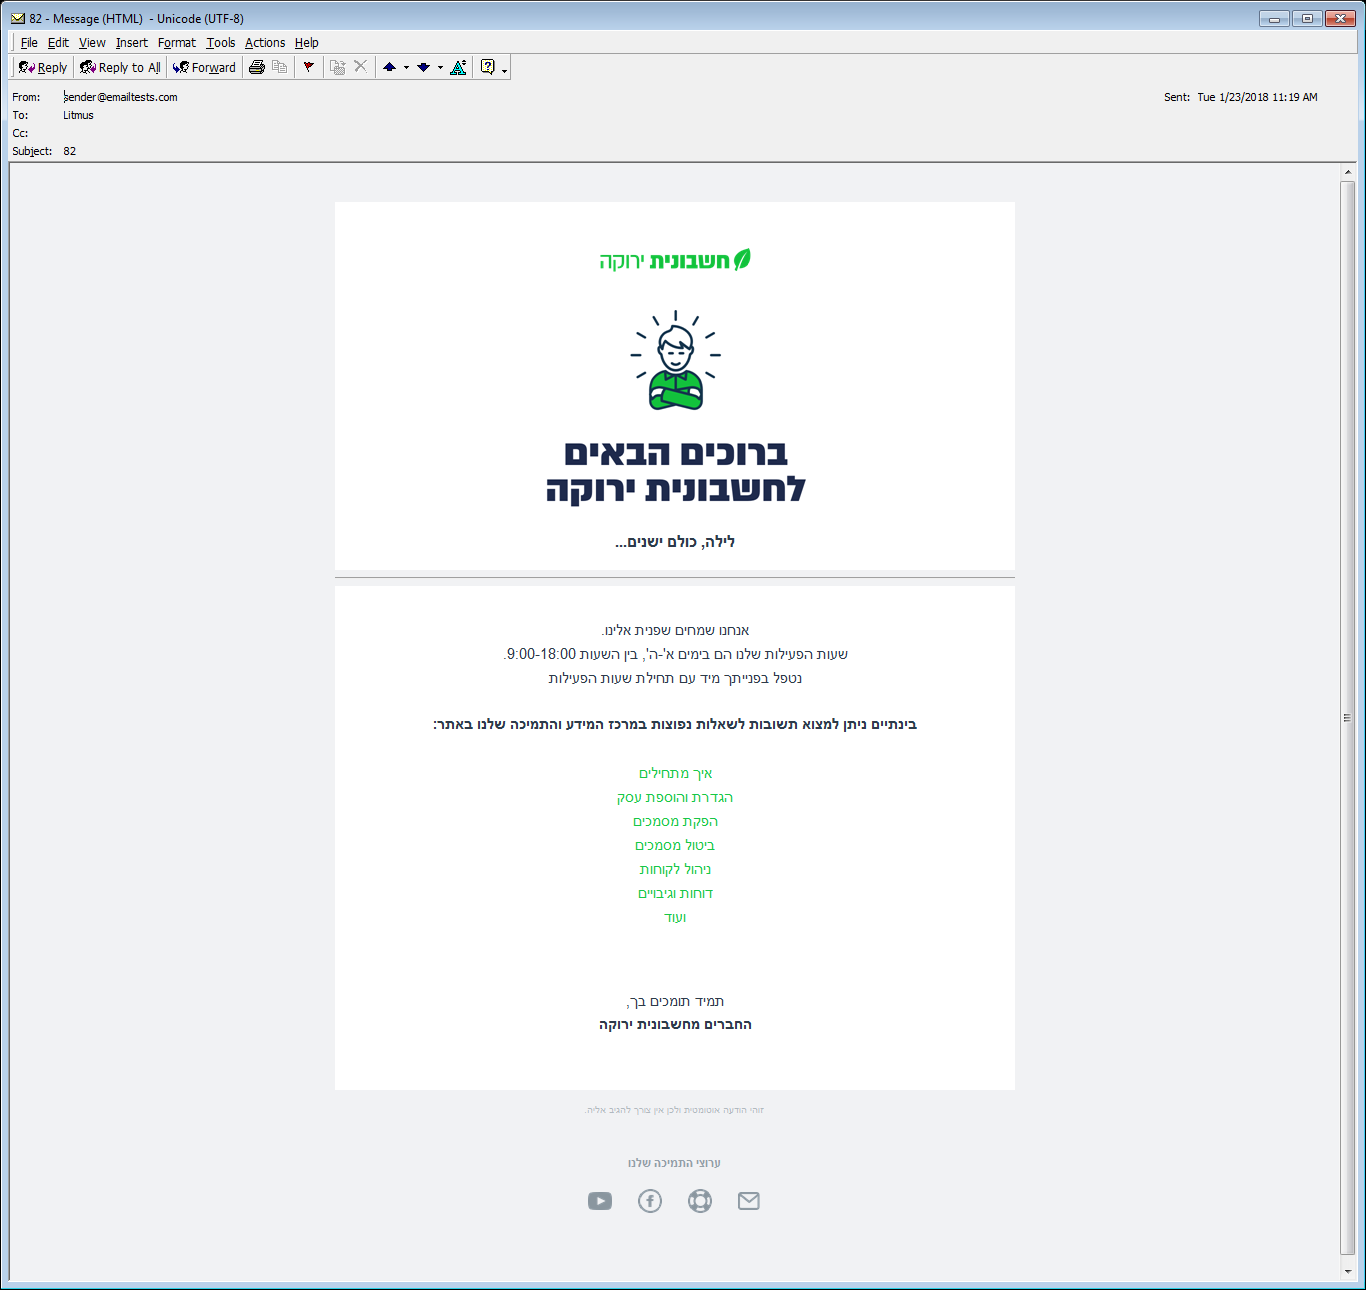 82 - Message (HTML)  - Unicode (UTF-8)
File Edit View Insert Format Tools Actions Help
Reply Reply to All Forward
From: sender@emailtests.com Sent: Tue 1/23/2018 11:19 AM
To: Litmus
Cc:
Subject: 82
חשבונית ירוקה
ברוכים הבאים
לחשבונית ירוקה
לילה, כולם ישנים...
אנחנו שמחים שפנית אלינו.
שעות הפעילות שלנו הם בימים א'-ה', בין השעות 9:00-18:00.
נטפל בפנייתך מיד עם תחילת שעות הפעילות
בינתיים ניתן למצוא תשובות לשאלות נפוצות במרכז המידע והתמיכה שלנו באתר:
איך מתחילים
הגדרת והוספת עסק
הפקת מסמכים
ביטול מסמכים
ניהול לקוחות
דוחות וגיבויים
ועוד
תמיד תומכים בך,
החברים מחשבונית ירוקה
זוהי הודעה אוטומטית ולכן אין צורך להגיב אליה.
ערוצי התמיכה שלנו